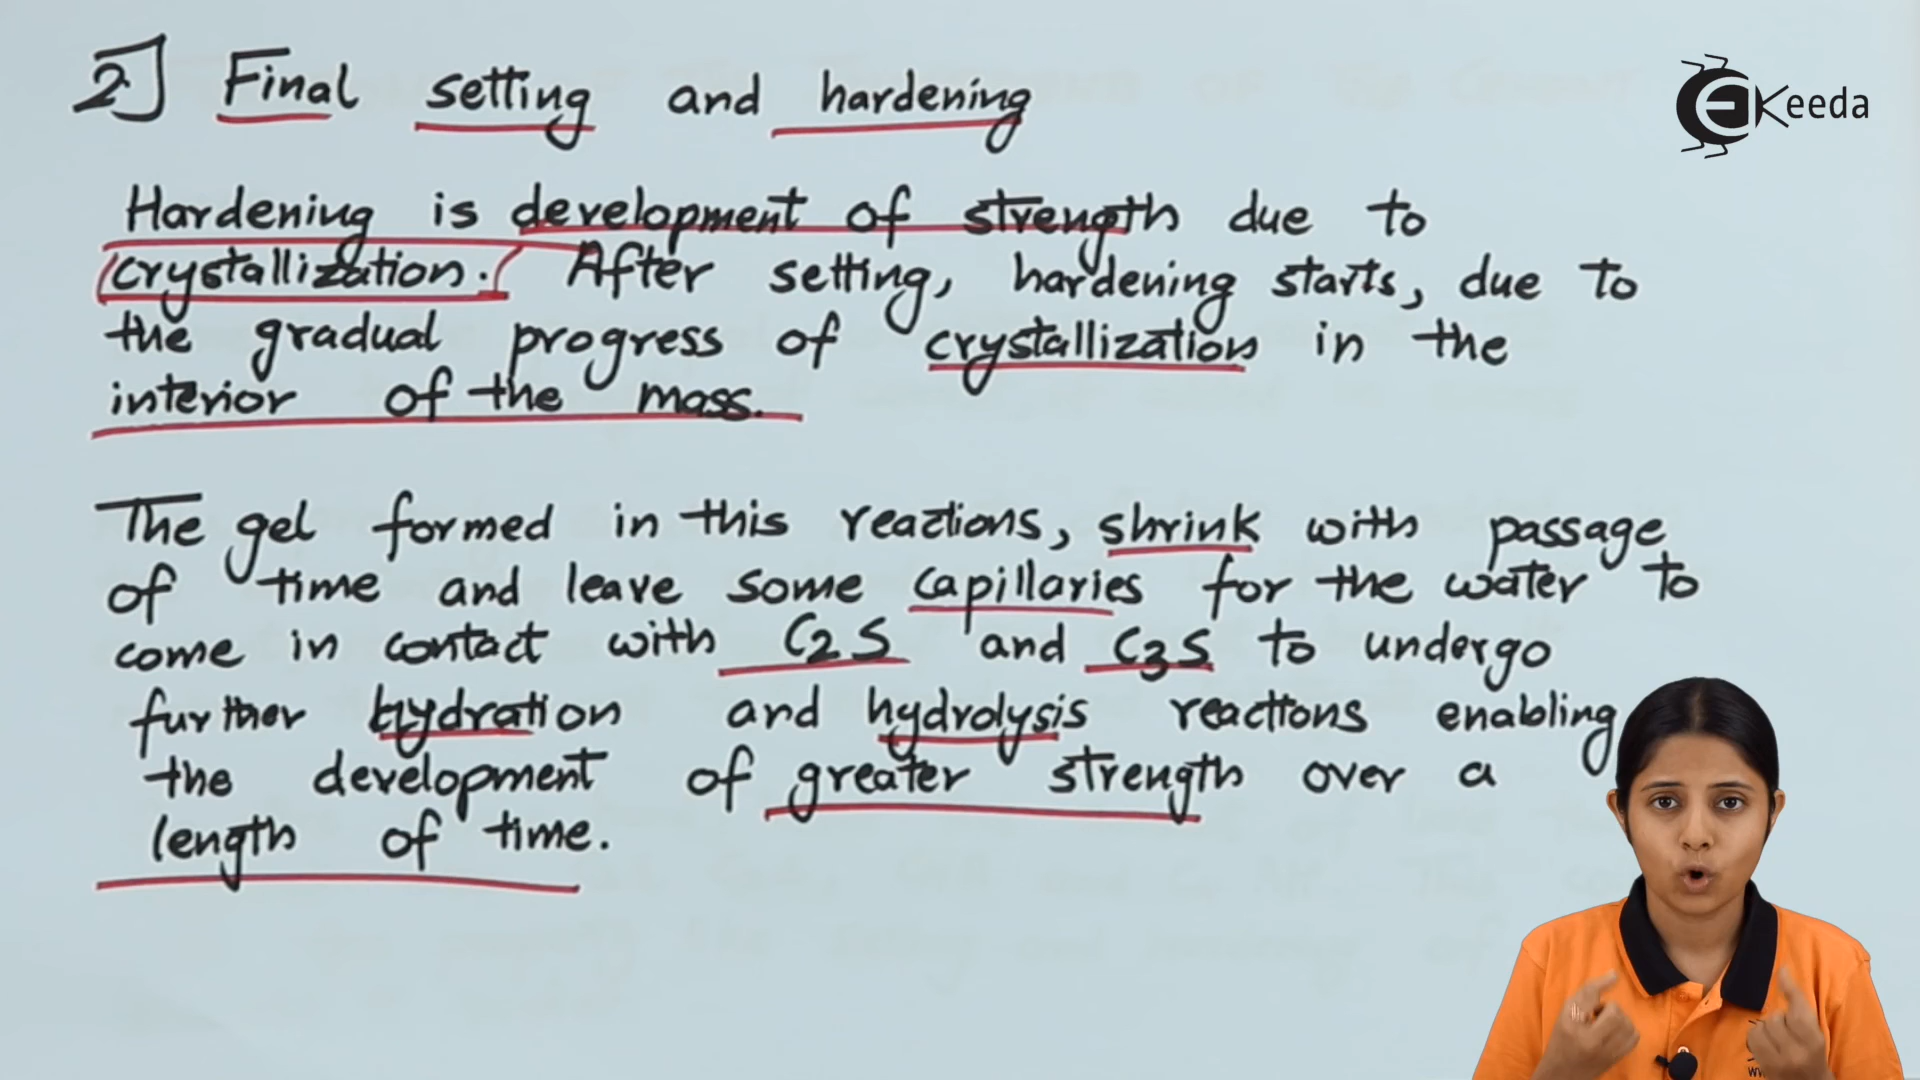 2] Final setting and hardening
EKeeda
Hardening is development of strength due to
crystallization. After setting, hardening starts, due to
the gradual progress of crystallization in the
interior of the mass.
The gel formed in this reactions, shrink with passage
of time and leave some capillaries for the water to
come in contact with C2S and C3S to undergo
further hydration and hydrolysis reactions enabling
the development of greater strength over a
length of time.